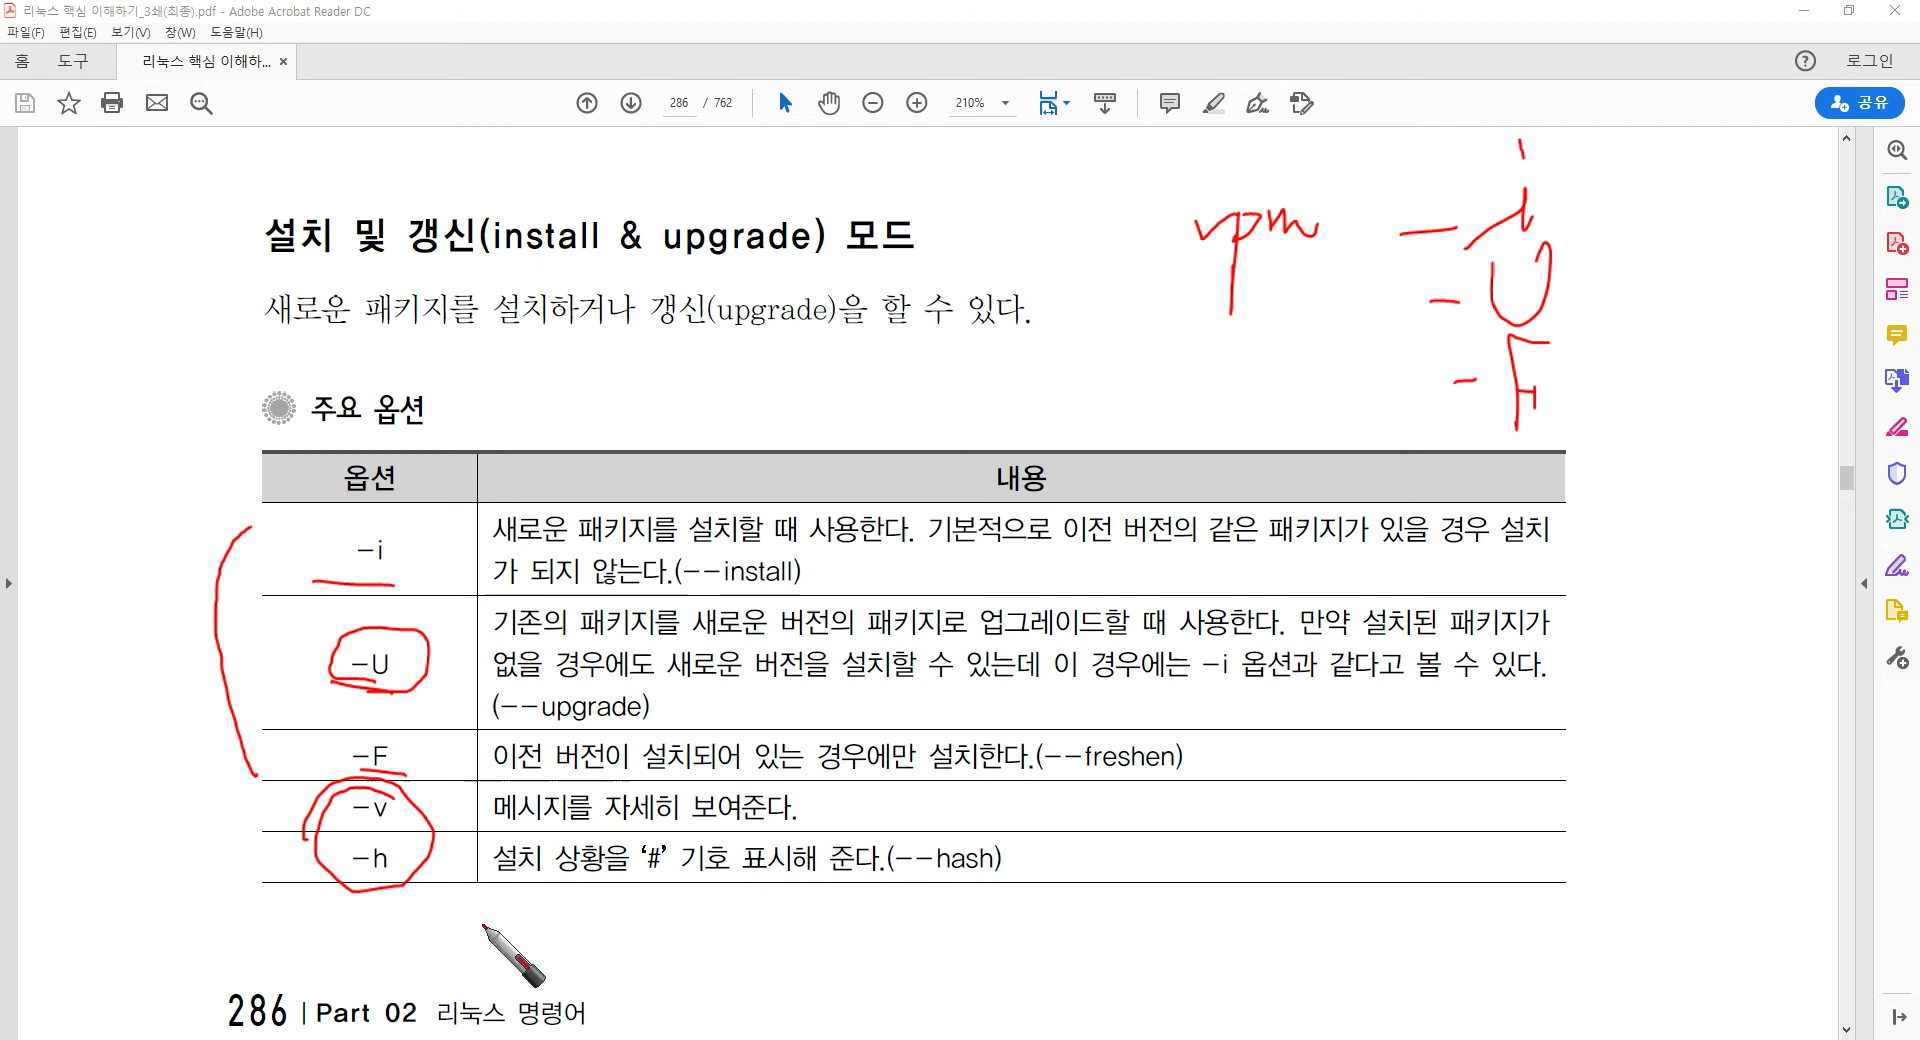 리눅스 핵심 이해하기_3쇄(최종).pdf - Adobe Acrobat Reader DC
파일(F) 편집(E) 보기(V) 창(W) 도움말(H)
홈 도구 리눅스 핵심 이해하... × 로그인
286 / 762 210% 공유
설치 및 갱신(install & upgrade) 모드
rpm -i
-U
-F
새로운 패키지를 설치하거나 갱신(upgrade)을 할 수 있다.
주요 옵션
옵션 내용
-i
새로운 패키지를 설치할 때 사용한다. 기본적으로 이전 버전의 같은 패키지가 있을 경우 설치
가 되지 않는다.(--install)
-U
기존의 패키지를 새로운 버전의 패키지로 업그레이드할 때 사용한다. 만약 설치된 패키지가
없을 경우에도 새로운 버전을 설치할 수 있는데 이 경우에는 -i 옵션과 같다고 볼 수 있다.
(--upgrade)
-F 이전 버전이 설치되어 있는 경우에만 설치한다.(--freshen)
-v 메시지를 자세히 보여준다.
-h 설치 상황을 ‘#’ 기호 표시해 준다.(--hash)
286 | Part 02 리눅스 명령어